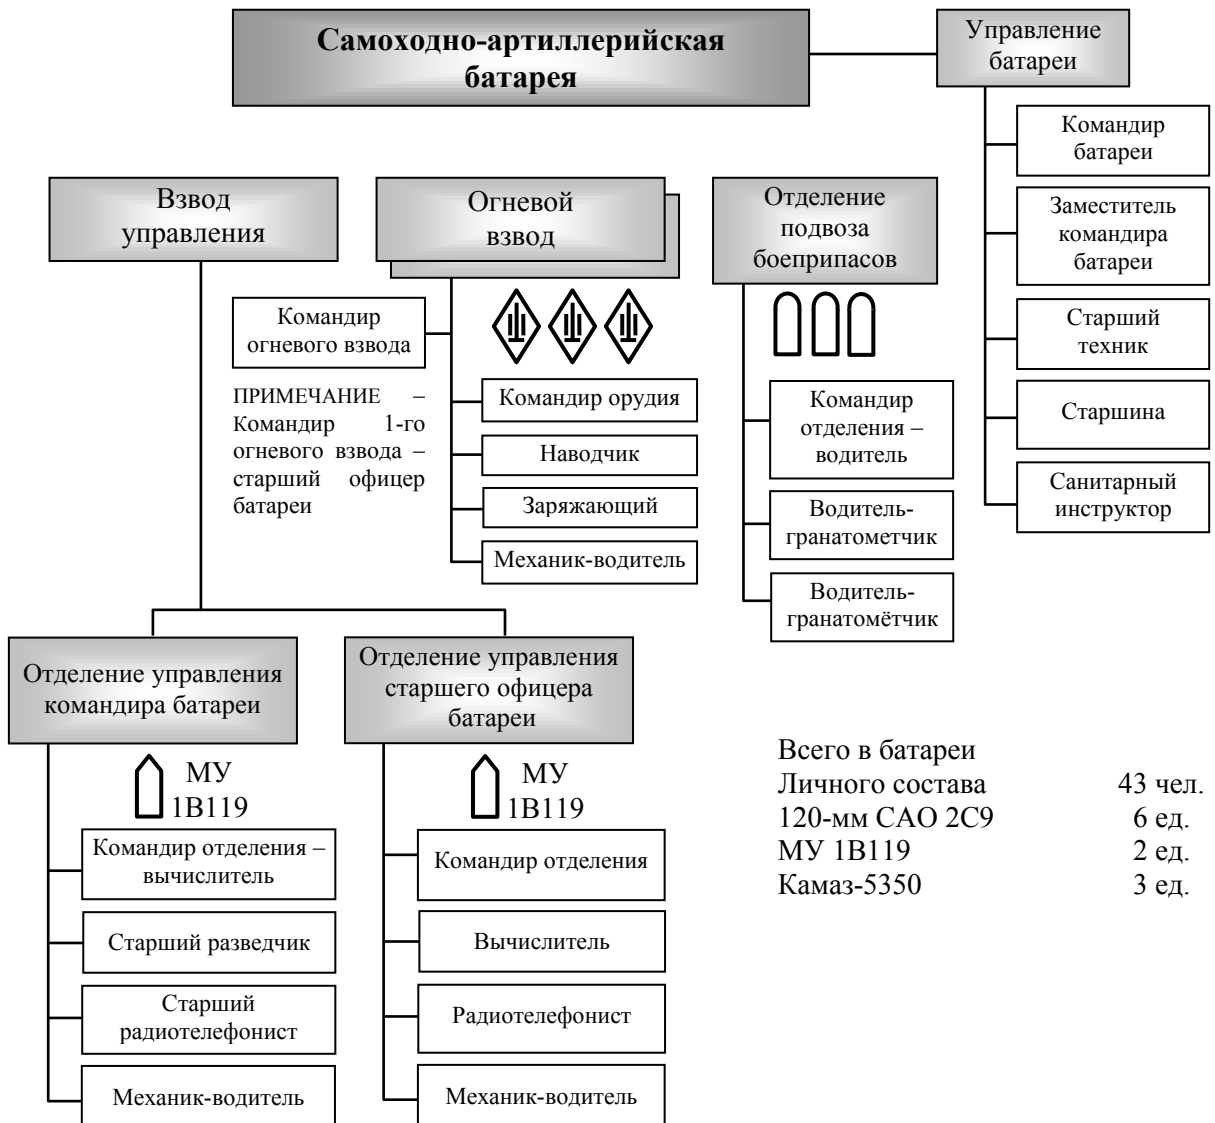 Самоходно-артиллерийская
батарея
Управление
батареи
Командир
батареи
Заместитель
командира
батареи
Старший
техник
Старшина
Санитарный
инструктор
Взвод
управления
Огневой
взвод
Отделение
подвоза
боеприпасов
Командир
огневого взвода
ПРИМЕЧАНИЕ –
Командир 1-го
огневого взвода –
старший офицер
батареи
Командир орудия
Наводчик
Заряжающий
Механик-водитель
Командир
отделения –
водитель
Водитель-
гранатометчик
Водитель-
гранатомётчик
Отделение управления
командира батареи
МУ
1В119
Командир отделения –
вычислитель
Старший разведчик
Старший
радиотелефонист
Механик-водитель
Отделение управления
старшего офицера
батареи
МУ
1В119
Командир отделения
Вычислитель
Радиотелефонист
Механик-водитель
Всего в батареи
Личного состава 43 чел.
120-мм САО 2С9 6 ед.
МУ 1В119 2 ед.
Камаз-5350 3 ед.